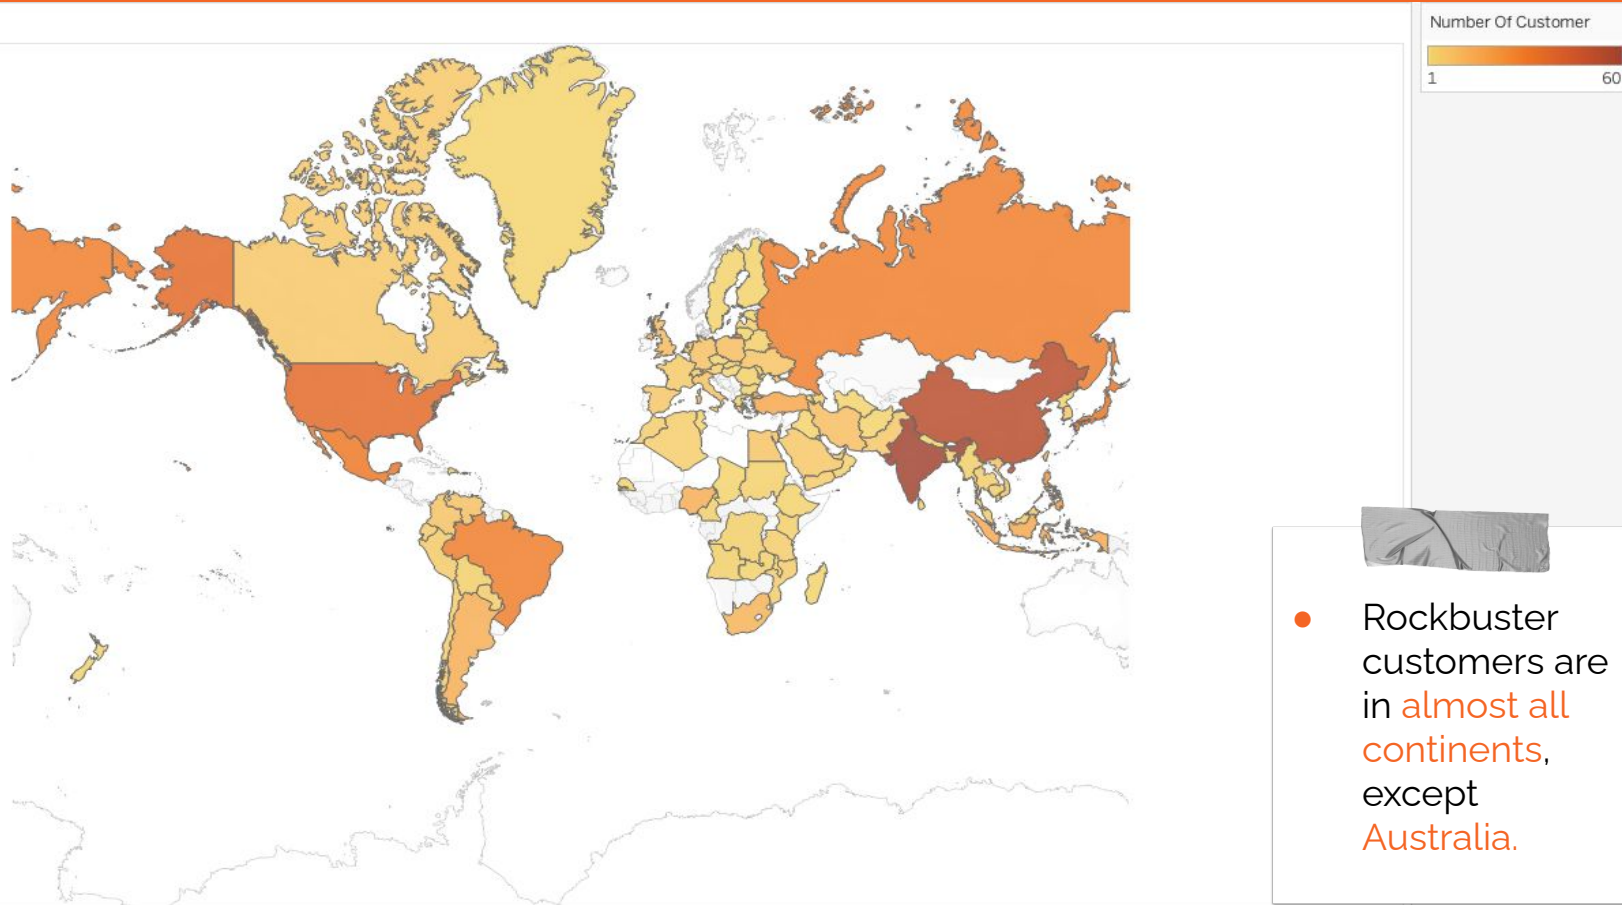 Number Of Customer
1 60
Rockbuster
customers are
in almost all
continents,
except
Australia.